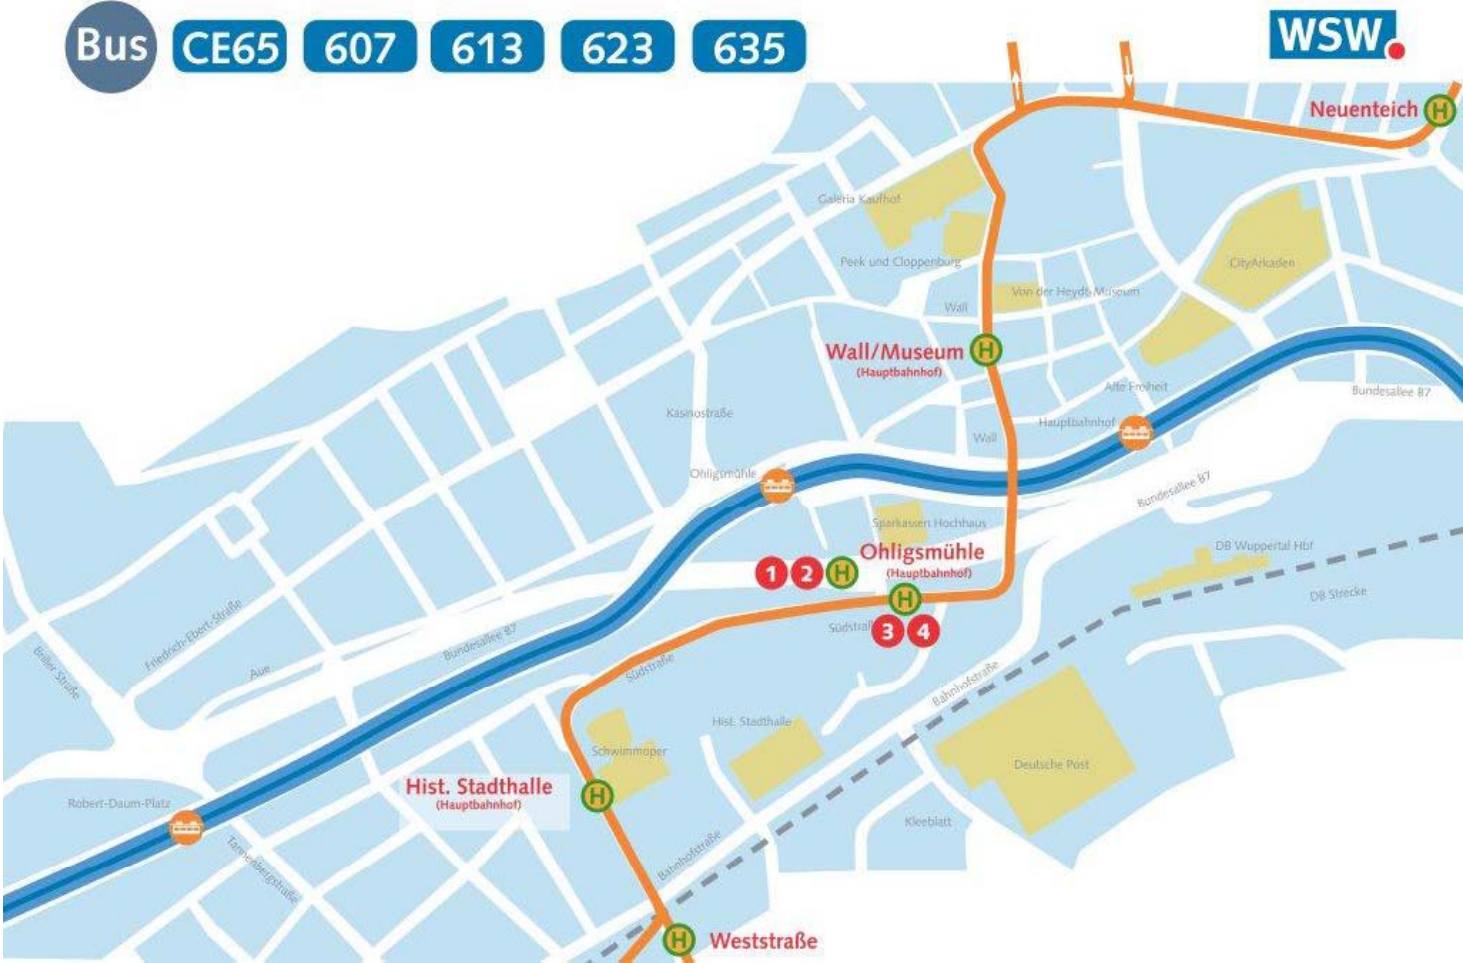 Bus CE65 607 613 623 635
WSW.
Neuenteich H
Galeria Kaufhof
Peek und Cloppenburg
CityArkaden
Von der Heydt-Museum
Wall
Wall/Museum H
(Hauptbahnhof)
Alte Freiheit
Bundesallee B7
Kasinostraße
Hauptbahnhof
Wall
Ohligsmühle
Bundesallee B7
Sparkassen Hochhaus
DB Wuppertal Hbf
Ohligsmühle
(Hauptbahnhof)
1 2 H
H
DB Strecke
3 4
Südstraß
Friedrich-Ebert-Straße
Bundesallee B7
Briller Straße
Aue
Südstraße
Bahnhofstraße
Hist. Stadthalle
Schwimmoper
Deutsche Post
Hist. Stadthalle
(Hauptbahnhof)
H
Robert-Daum-Platz
Kleeblatt
Tannenbergstraße
Bahnhofstraße
H Weststraße